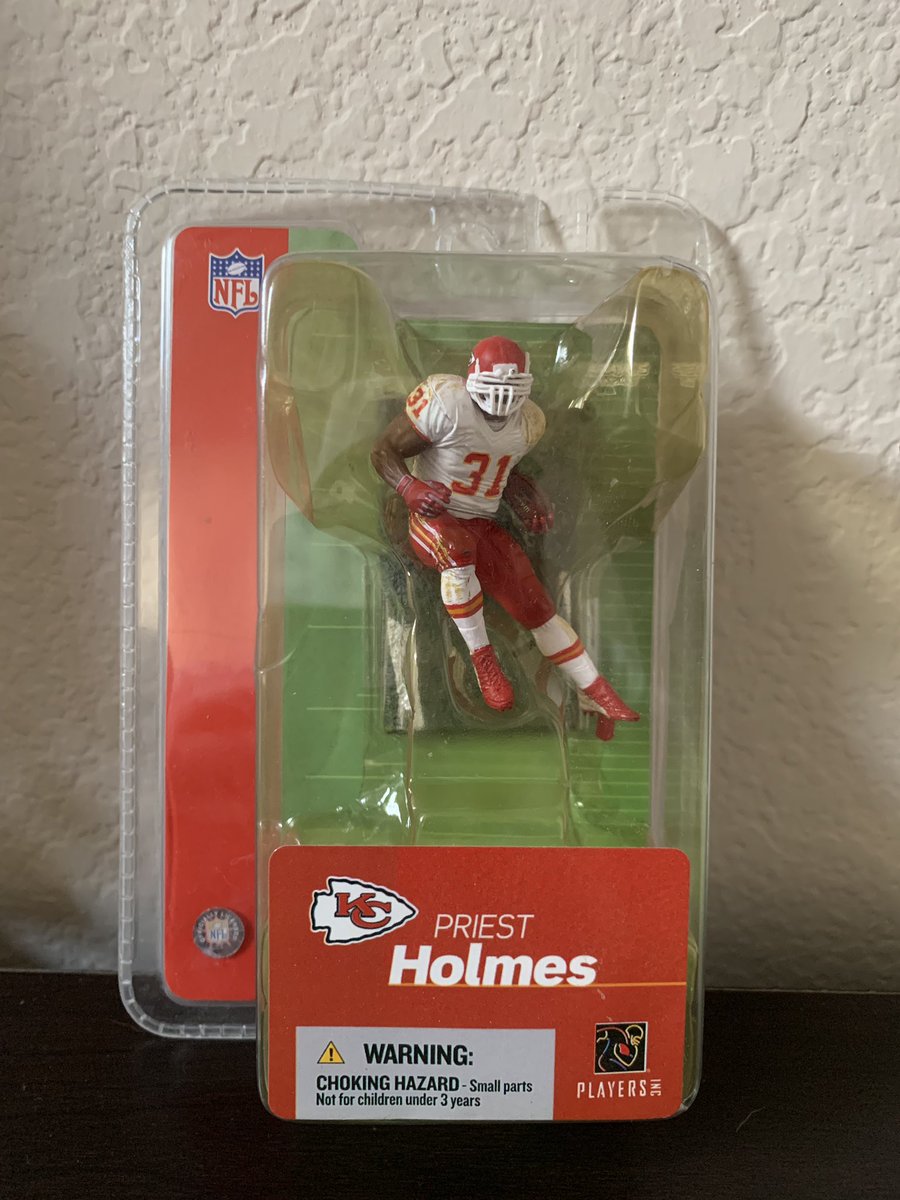 NFL
31
31
NFL
KC
PRIEST
Holmes
WARNING:
CHOKING HAZARD - Small parts
Not for children under 3 years
PLAYERS INC